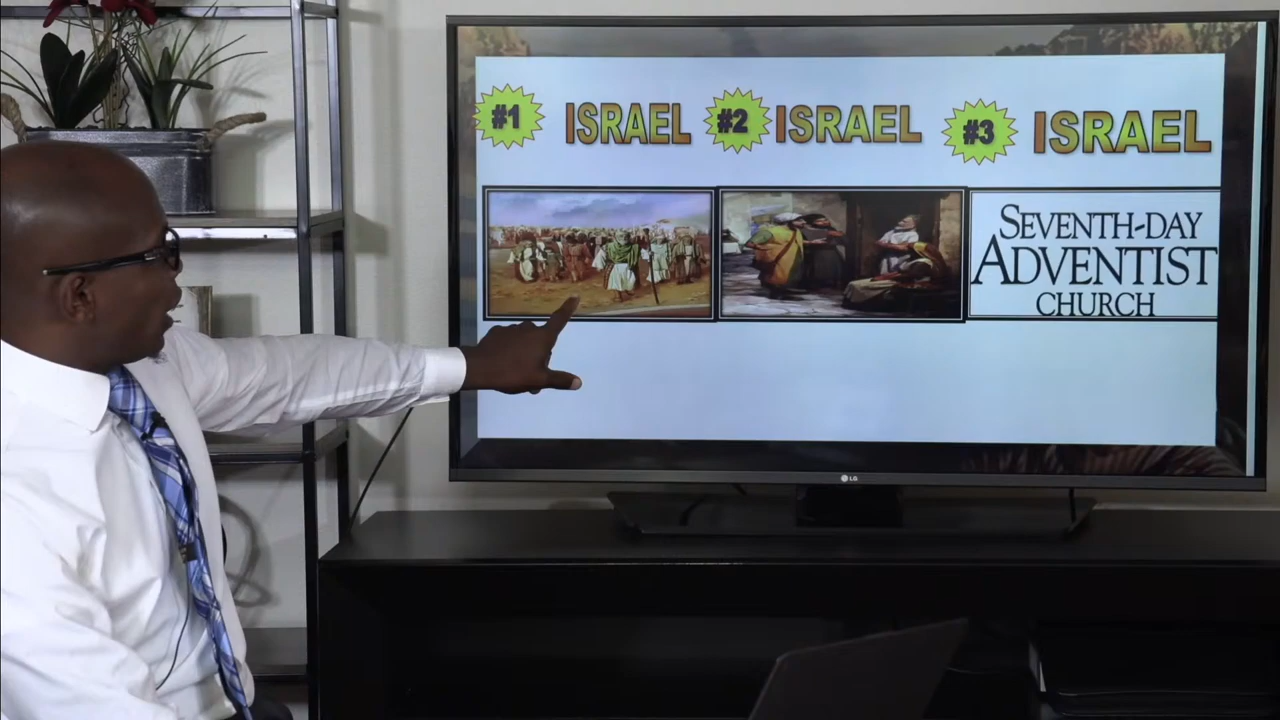 #1 ISRAEL #2 ISRAEL #3 ISRAEL
SEVENTH-DAY
ADVENTIST
CHURCH
LG